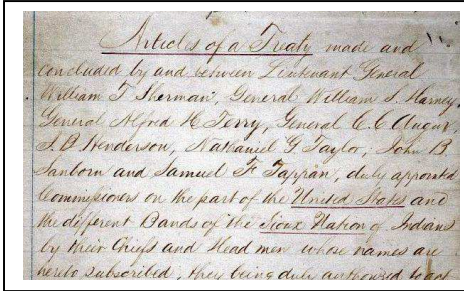 Articles of a Treaty made and
concluded by and between Lieutenant General
William T Sherman, General William S. Harney,
General Alfred H Terry, General C C Augur,
J. B Henderson, Nathaniel G Taylor, John B
Sanborn and Samuel F Tappan, duly appointed
Commissioners on the part of the United States and
the different Bands of the Sioux Nation of Indians
by their Chiefs and Head men whose names are
hereto subscribed, they being duly authorized to act